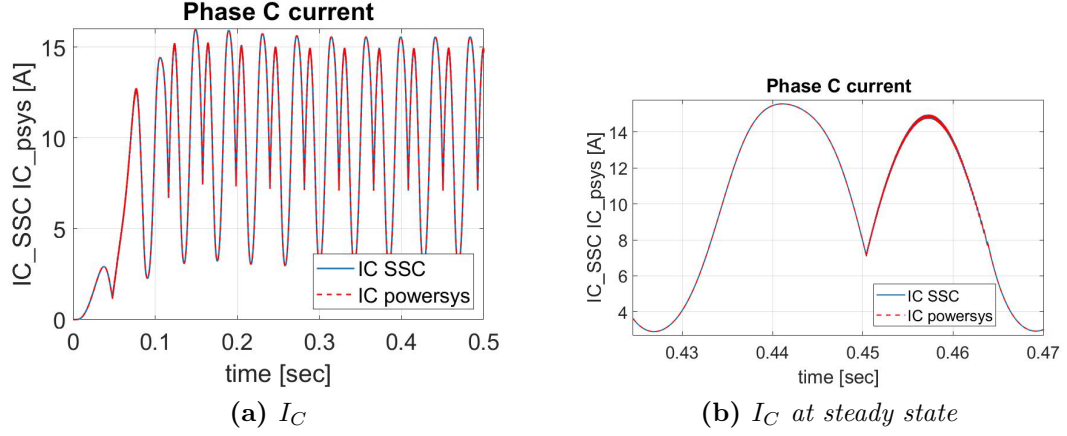 Phase C current
IC_SSC IC_psys [A]
15
10
5
0
IC SSC
IC powersys
0 0.1 0.2 0.3 0.4 0.5
time [sec]
(a) I_C
Phase C current
IC_SSC IC_psys [A]
14
12
10
8
6
4
IC SSC
IC powersys
0.43 0.44 0.45 0.46 0.47
time [sec]
(b) I_C at steady state